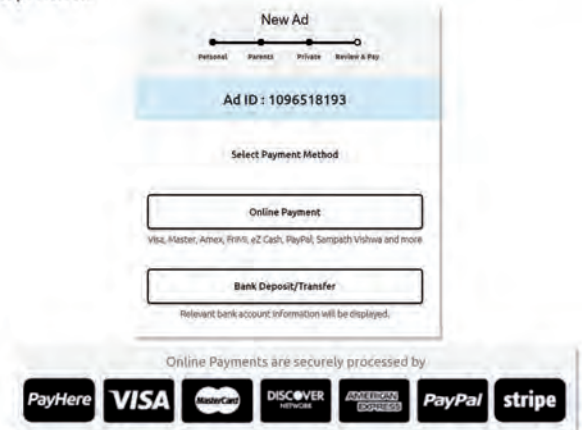 New Ad
Personal Parents Private Review & Pay
Ad ID : 1096518193
Select Payment Method
Online Payment
Visa, Master, Amex, FriMi, eZ Cash, PayPal, Sampath Vishwa and more
Bank Deposit/Transfer
Relevant bank account information will be displayed.
Online Payments are securely processed by
PayHere VISA MasterCard DISCOVER NETWORK AMERICAN EXPRESS PayPal stripe